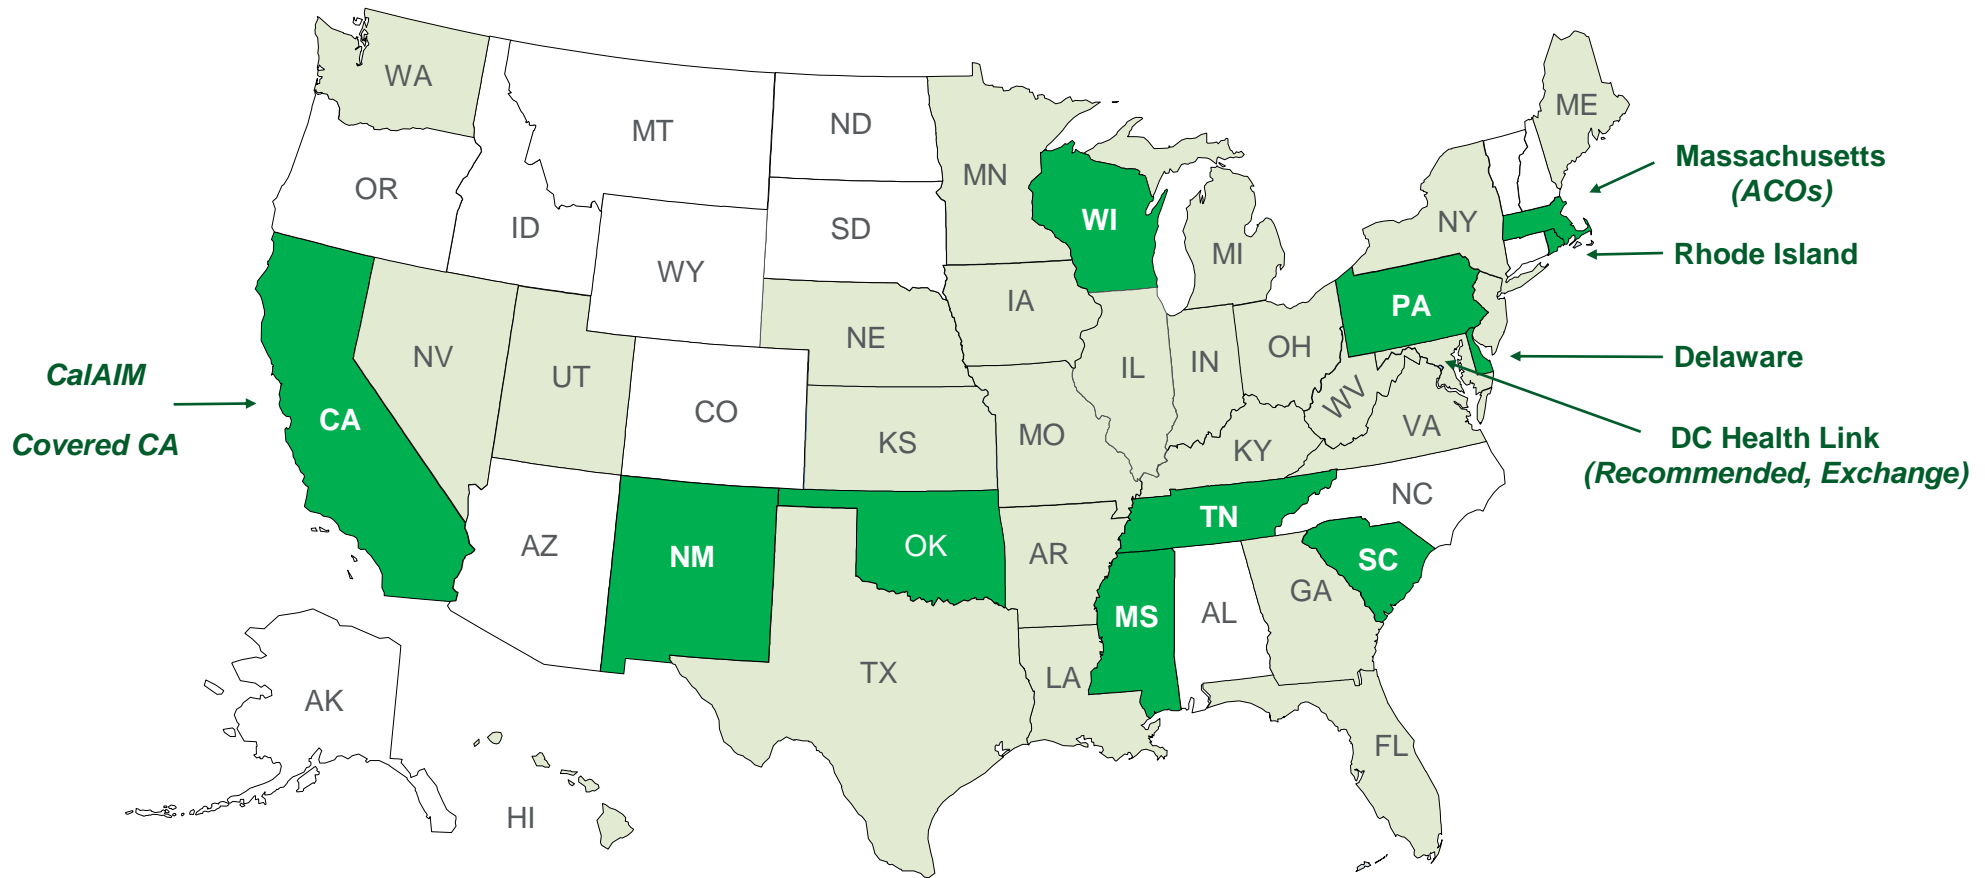 WA
MT
ND
MN
ME
OR
ID
SD
WI
MI
NY
Massachusetts
(ACOs)
WY
Rhode Island
IA
PA
NE
NV
UT
IL
IN
OH
WV
Delaware
CalAIM
Covered CA
CA
CO
KS
MO
KY
VA
DC Health Link
(Recommended, Exchange)
AZ
NM
OK
AR
TN
NC
SC
MS
AL
GA
TX
LA
FL
AK
HI